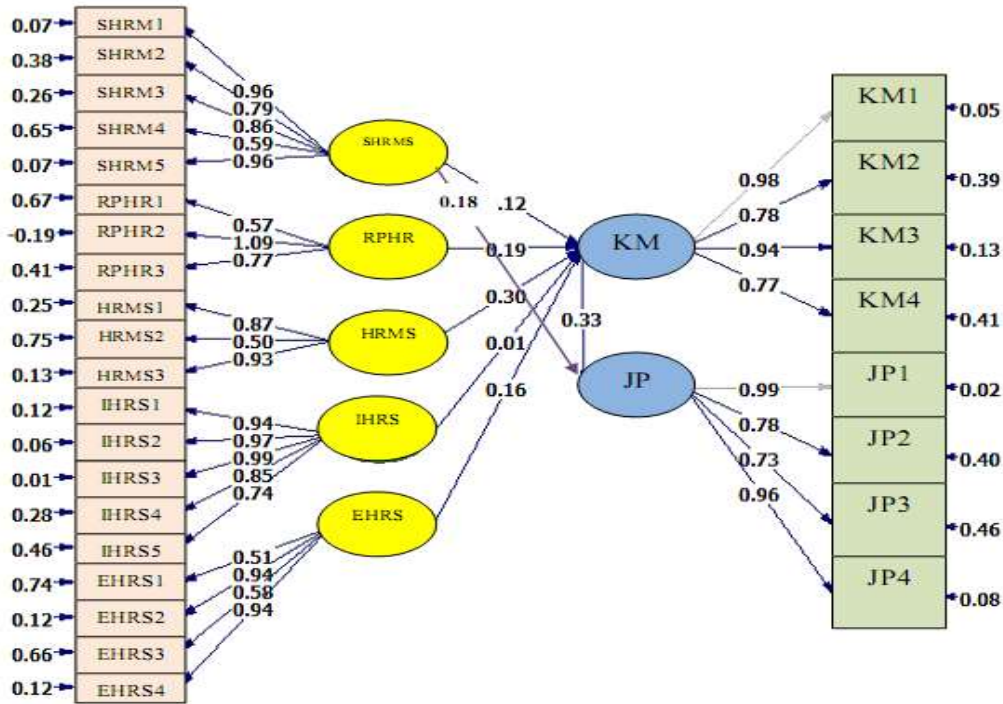 0.07 SHRM1
0.38 SHRM2
0.26 SHRM3
0.65 SHRM4
0.07 SHRM5
0.67 RPHR1
-0.19 RPHR2
0.41 RPHR3
0.25 HRMS1
0.75 HRMS2
0.13 HRMS3
0.12 IHRS1
0.06 IHRS2
0.01 IHRS3
0.28 IHRS4
0.46 IHRS5
0.74 EHRS1
0.12 EHRS2
0.66 EHRS3
0.12 EHRS4
0.96
0.79
0.86
0.59
0.96
0.57
1.09
0.77
0.87
0.50
0.93
0.94
0.97
0.99
0.85
0.74
0.51
0.94
0.58
0.94
SHRMS
RPHR
HRMS
IHRS
EHRS
0.18
.12
0.19
0.30
0.01
0.16
0.33
KM
JP
0.98
0.78
0.94
0.77
0.99
0.78
0.73
0.96
KM1 0.05
KM2 0.39
KM3 0.13
KM4 0.41
JP1 0.02
JP2 0.40
JP3 0.46
JP4 0.08